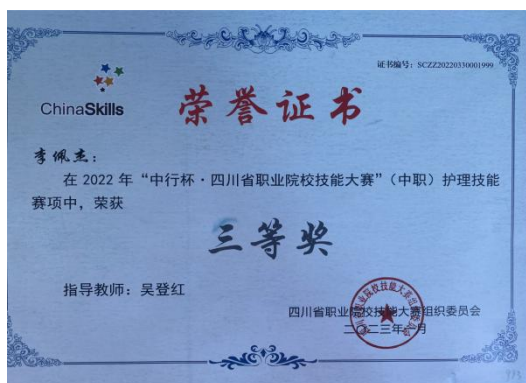 证书编号：SCZZ20220330001999
ChinaSkills
荣誉证书
李佩杰：
在 2022 年“中行杯·四川省职业院校技能大赛”（中职）护理技能
赛项中，荣获
三等奖
指导教师：吴登红
四川省职业院校技能大赛组织委员会
二〇二三年 月